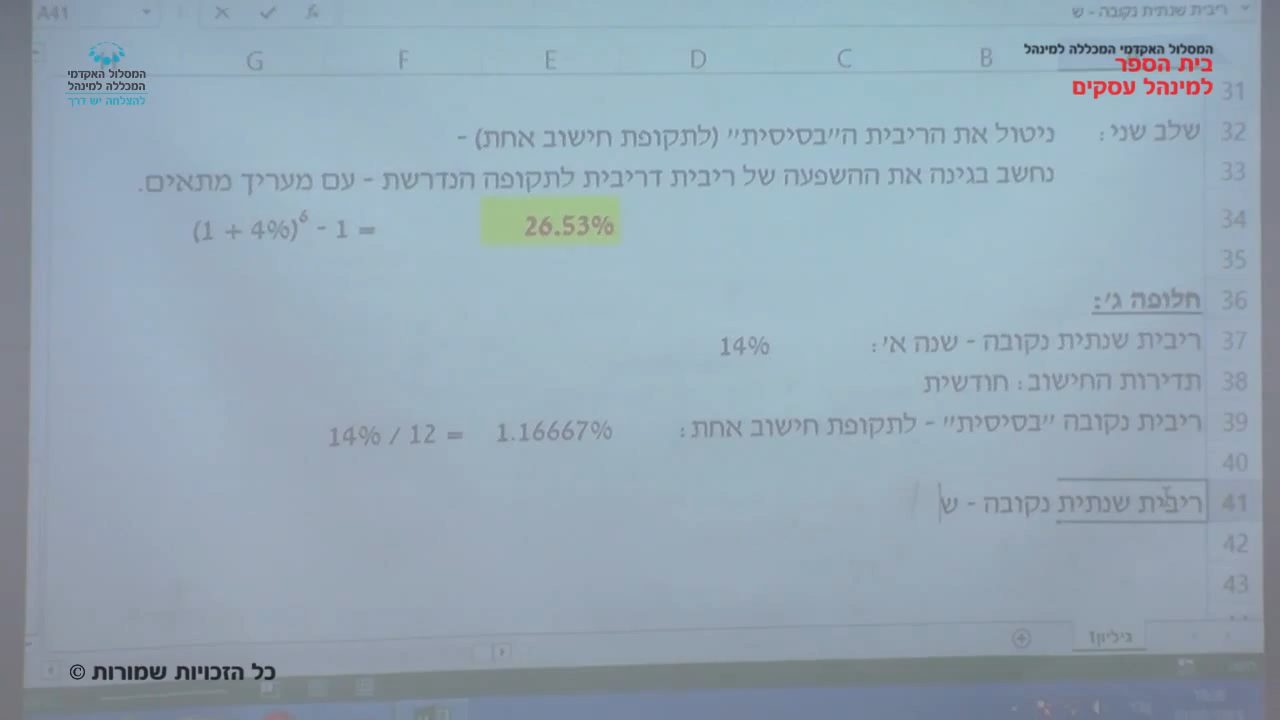 A41
ריבית שנתית נקובה - ש
המסלול האקדמי המכללה למינהל
בית הספר
למינהל עסקים
המסלול האקדמי
המכללה למינהל
להצלחה יש דרך
G F E D C B
31
32 שלב שני: ניטול את הריבית ה"בסיסית" (לתקופת חישוב אחת) -
33 נחשב בגינה את ההשפעה של ריבית דריבית לתקופה הנדרשת - עם מעריך מתאים.
34 (1 + 4%)⁶ - 1 = 26.53%
35
36 חלופה ג':
37 ריבית שנתית נקובה - שנה א': 14%
38 תדירות החישוב: חודשית
39 ריבית נקובה "בסיסית" - לתקופת חישוב אחת: 14% / 12 = 1.16667%
40
41 ריבית שנתית נקובה - ש
42
43
גיליון1
כל הזכויות שמורות ©